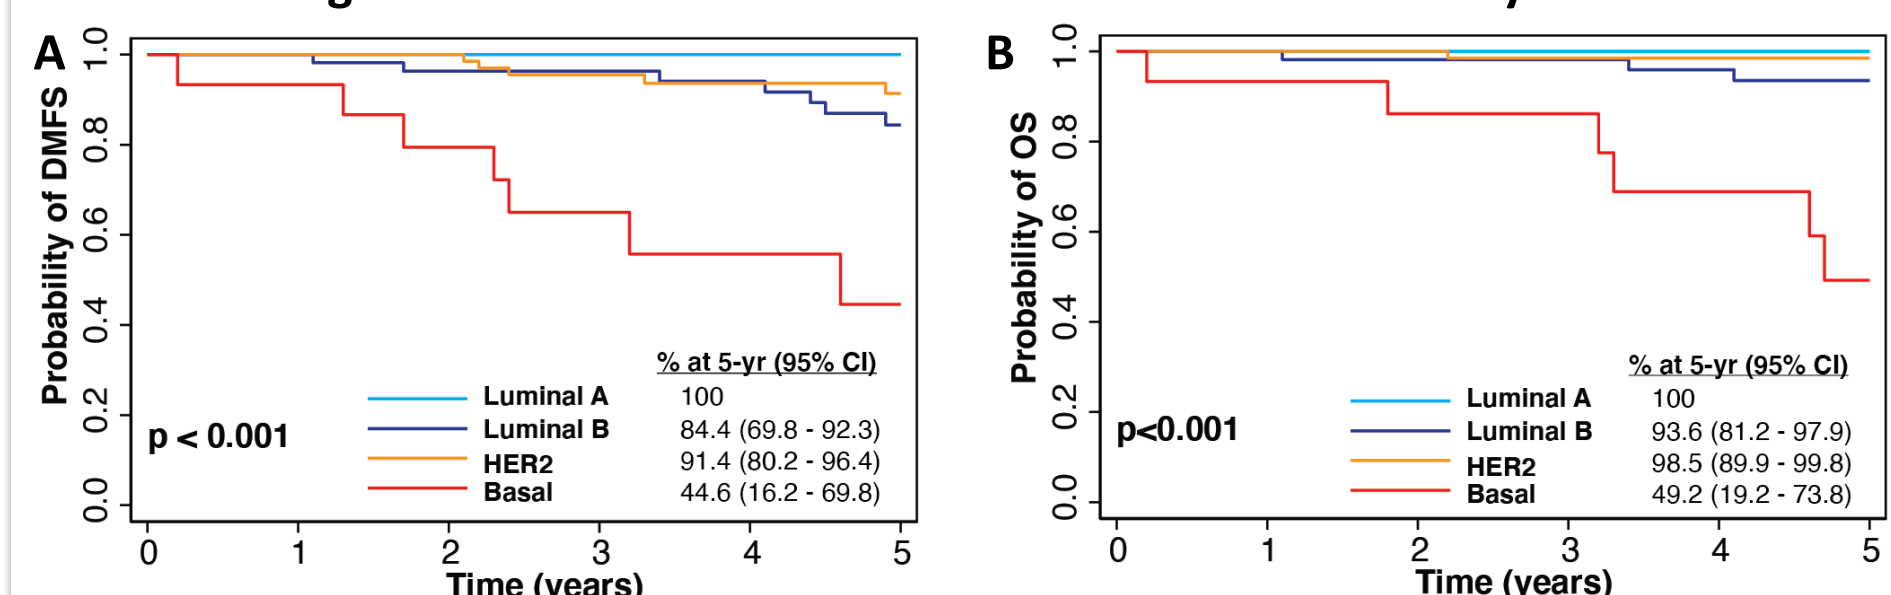 A
1.0
0.8
0.6
0.4
0.2
0.0
Probability of DMFS
% at 5-yr (95% CI)
Luminal A 100
Luminal B 84.4 (69.8 - 92.3)
HER2 91.4 (80.2 - 96.4)
Basal 44.6 (16.2 - 69.8)
p < 0.001
0 1 2 3 4 5
Time (years)
B
1.0
0.8
0.6
0.4
0.2
0.0
Probability of OS
% at 5-yr (95% CI)
Luminal A 100
Luminal B 93.6 (81.2 - 97.9)
HER2 98.5 (89.9 - 99.8)
Basal 49.2 (19.2 - 73.8)
p<0.001
0 1 2 3 4 5
Time (years)